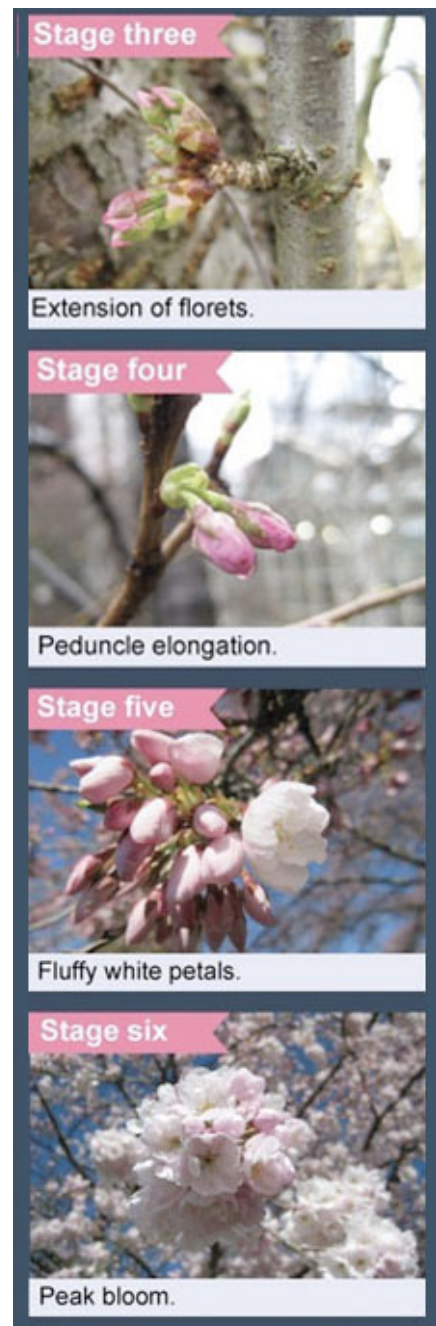 Stage three
Extension of florets.
Stage four
Peduncle elongation.
Stage five
Fluffy white petals.
Stage six
Peak bloom.